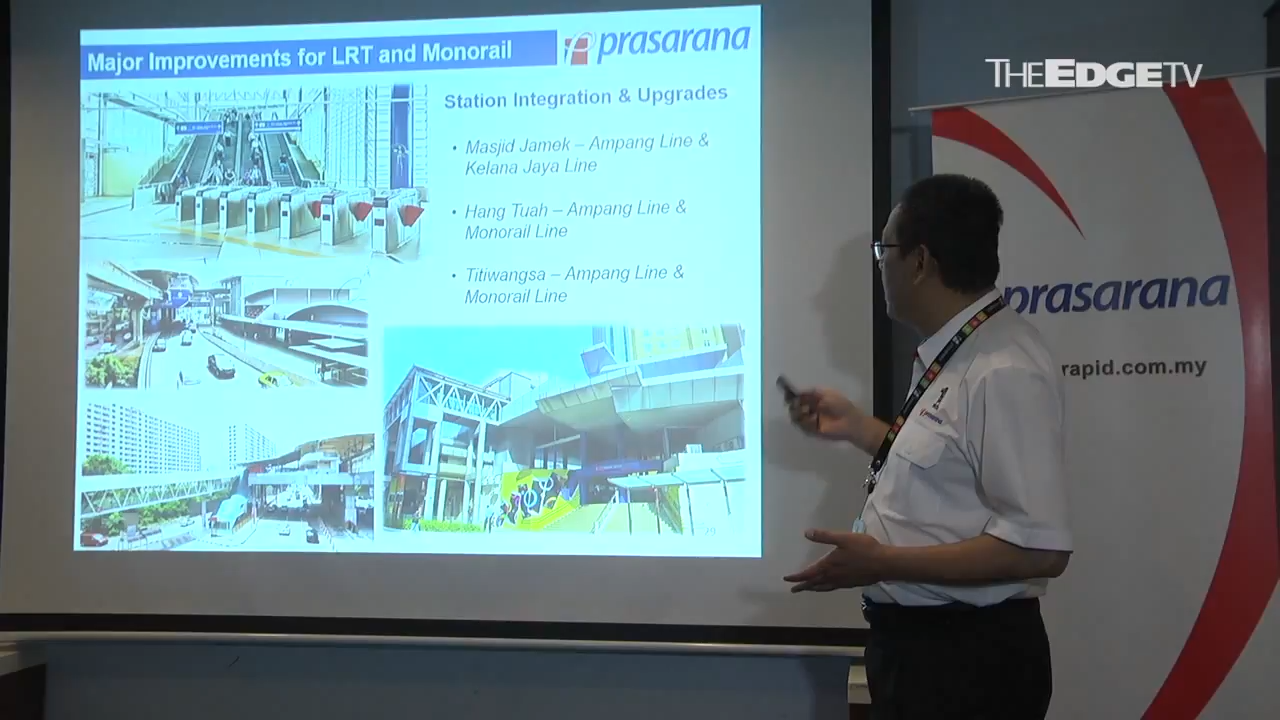 Major Improvements for LRT and Monorail
prasarana
THEEDGETV
Station Integration & Upgrades
• Masjid Jamek – Ampang Line &
Kelana Jaya Line
• Hang Tuah – Ampang Line &
Monorail Line
• Titiwangsa – Ampang Line &
Monorail Line
prasarana
rapid.com.my
prasarana